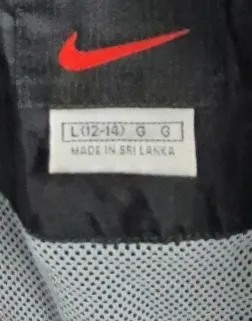 L(12-14) G G
MADE IN SRI LANKA